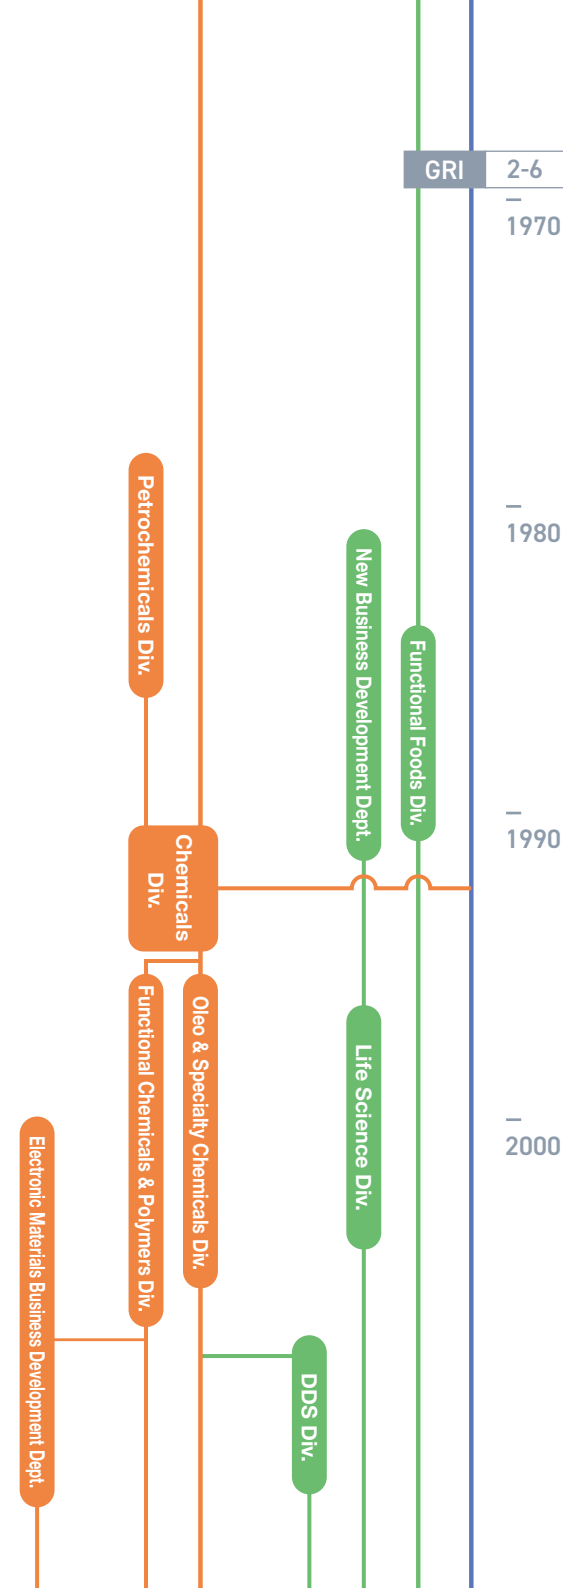 GRI 2-6
1970
Petrochemicals Div.
1980
New Business Development Dept.
Functional Foods Div.
1990
Chemicals
Div.
Functional Chemicals & Polymers Div.
Oleo & Specialty Chemicals Div.
Life Science Div.
2000
Electronic Materials Business Development Dept.
DDS Div.